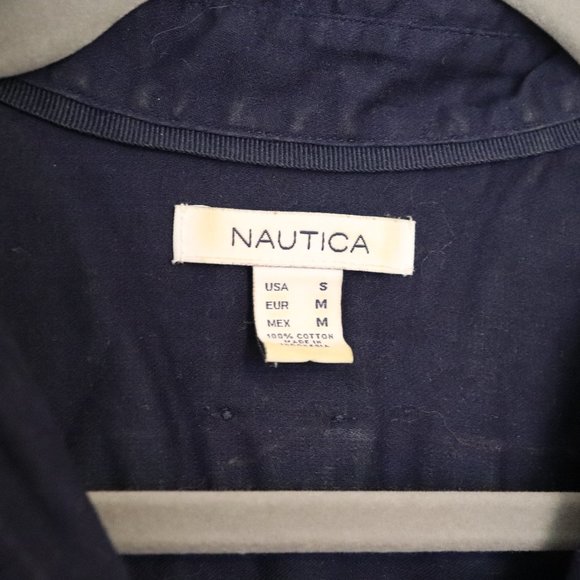 NAUTICA
USA S
EUR M
MEX M
100% COTTON
MADE IN